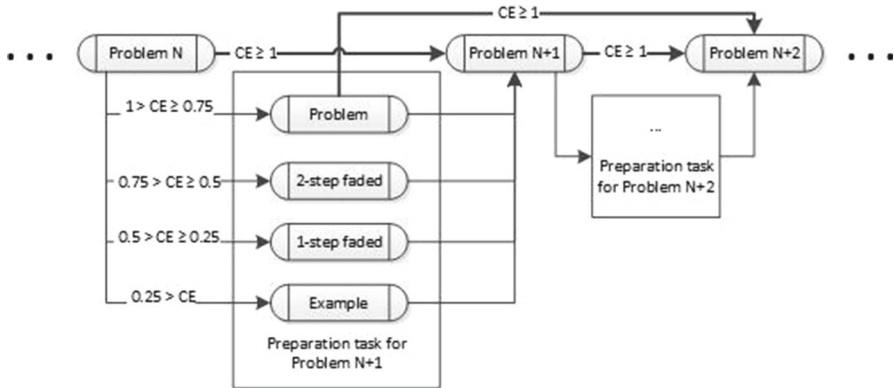 CE ≥ 1
. . .
Problem N
CE ≥ 1
Problem N+1
CE ≥ 1
Problem N+2
. . .
1 > CE ≥ 0.75
Problem
...
Preparation task
for Problem N+2
0.75 > CE ≥ 0.5
2-step faded
0.5 > CE ≥ 0.25
1-step faded
0.25 > CE
Example
Preparation task for
Problem N+1